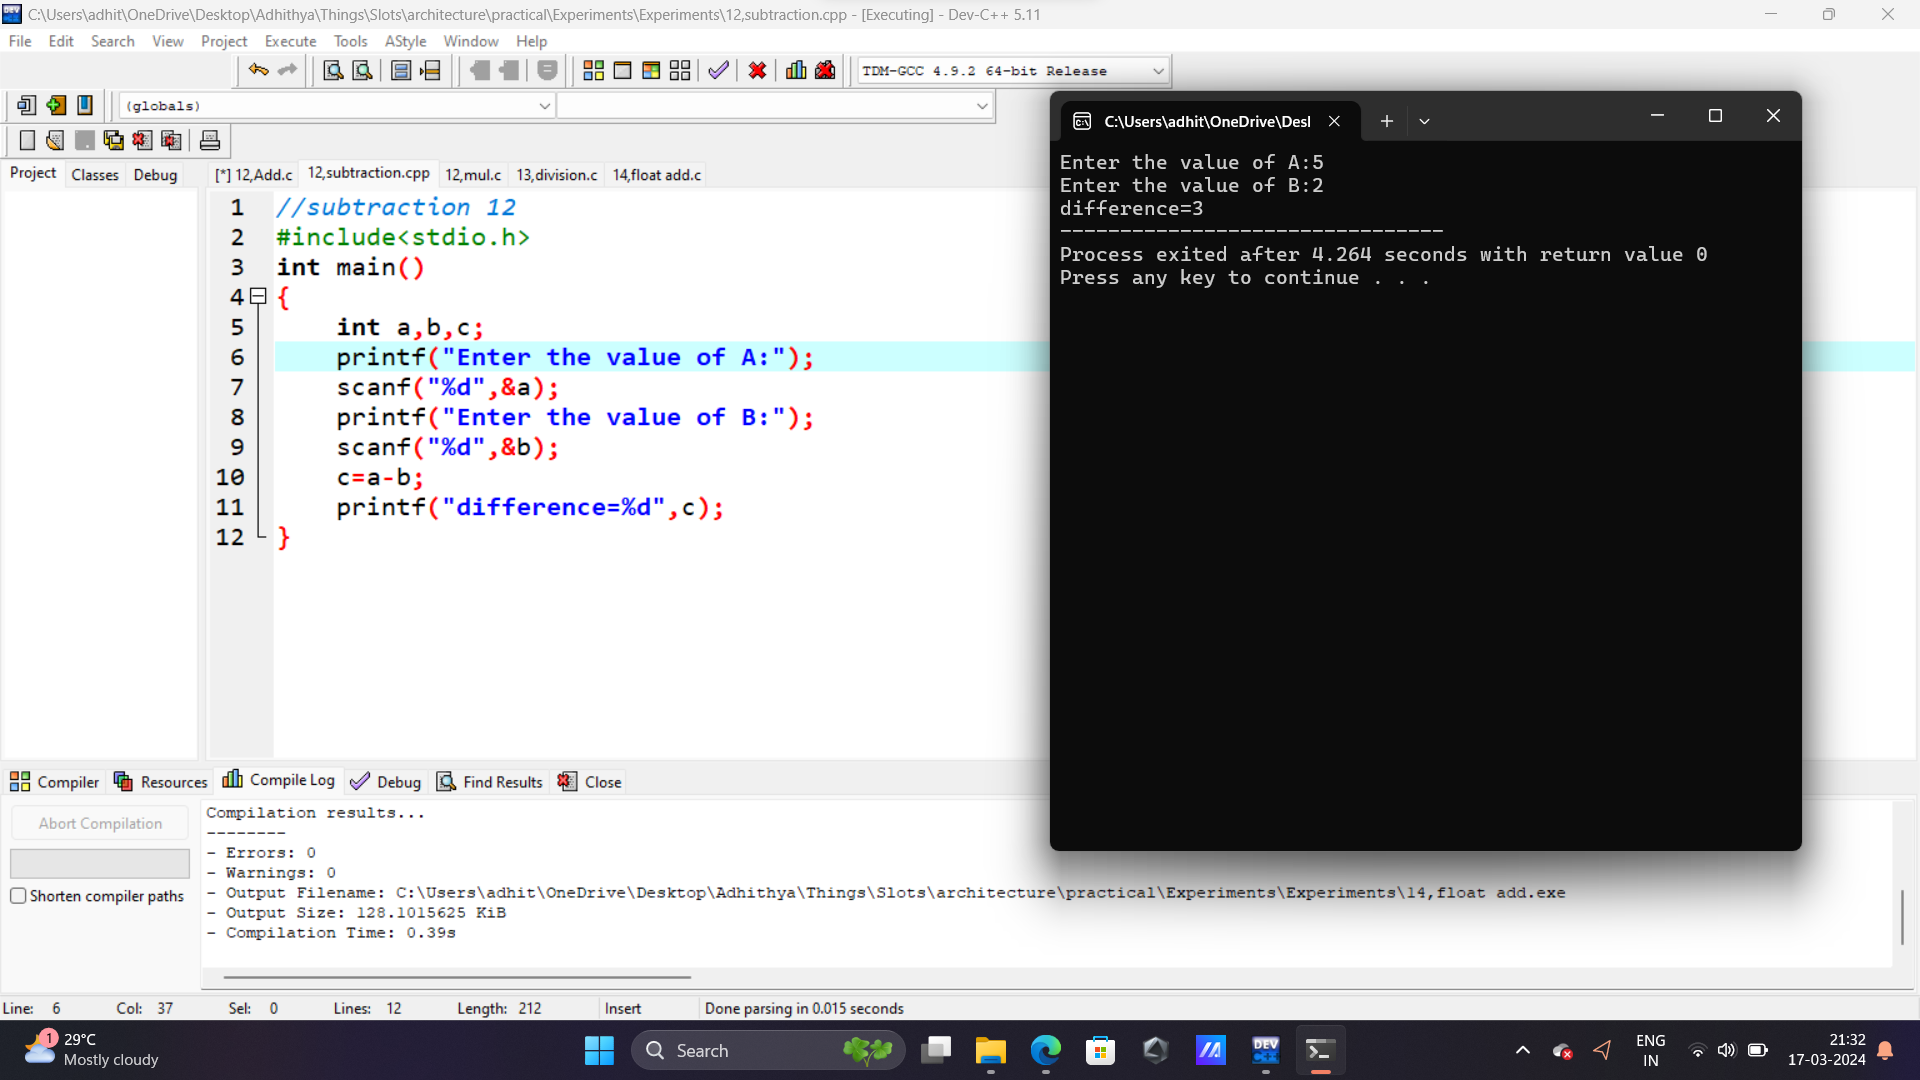 C:\Users\adhit\OneDrive\Desktop\Adhithya\Things\Slots\architecture\practical\Experiments\Experiments\12,subtraction.cpp - [Executing] - Dev-C++ 5.11
File Edit Search View Project Execute Tools AStyle Window Help
TDM-GCC 4.9.2 64-bit Release
(globals)
Project Classes Debug
[*] 12,Add.c 12,subtraction.cpp 12,mul.c 13,division.c 14,float add.c
1 //subtraction 12
2 #include<stdio.h>
3 int main()
4 {
5 int a,b,c;
6 printf("Enter the value of A:");
7 scanf("%d",&a);
8 printf("Enter the value of B:");
9 scanf("%d",&b);
10 c=a-b;
11 printf("difference=%d",c);
12 }
C:\Users\adhit\OneDrive\Desl
Enter the value of A:5
Enter the value of B:2
difference=3
--------------------------------
Process exited after 4.264 seconds with return value 0
Press any key to continue . . .
Compiler Resources Compile Log Debug Find Results Close
Abort Compilation
Shorten compiler paths
Compilation results...
--------
- Errors: 0
- Warnings: 0
- Output Filename: C:\Users\adhit\OneDrive\Desktop\Adhithya\Things\Slots\architecture\practical\Experiments\Experiments\14,float add.exe
- Output Size: 128.1015625 KiB
- Compilation Time: 0.39s
Line: 6 Col: 37 Sel: 0 Lines: 12 Length: 212 Insert Done parsing in 0.015 seconds
1
29°C
Mostly cloudy
Search
DEV
C++
ENG
IN
21:32
17-03-2024